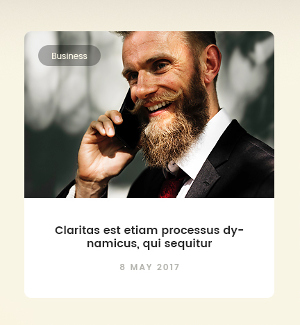 Business
Claritas est etiam processus dy-
namicus, qui sequitur
8 MAY 2017